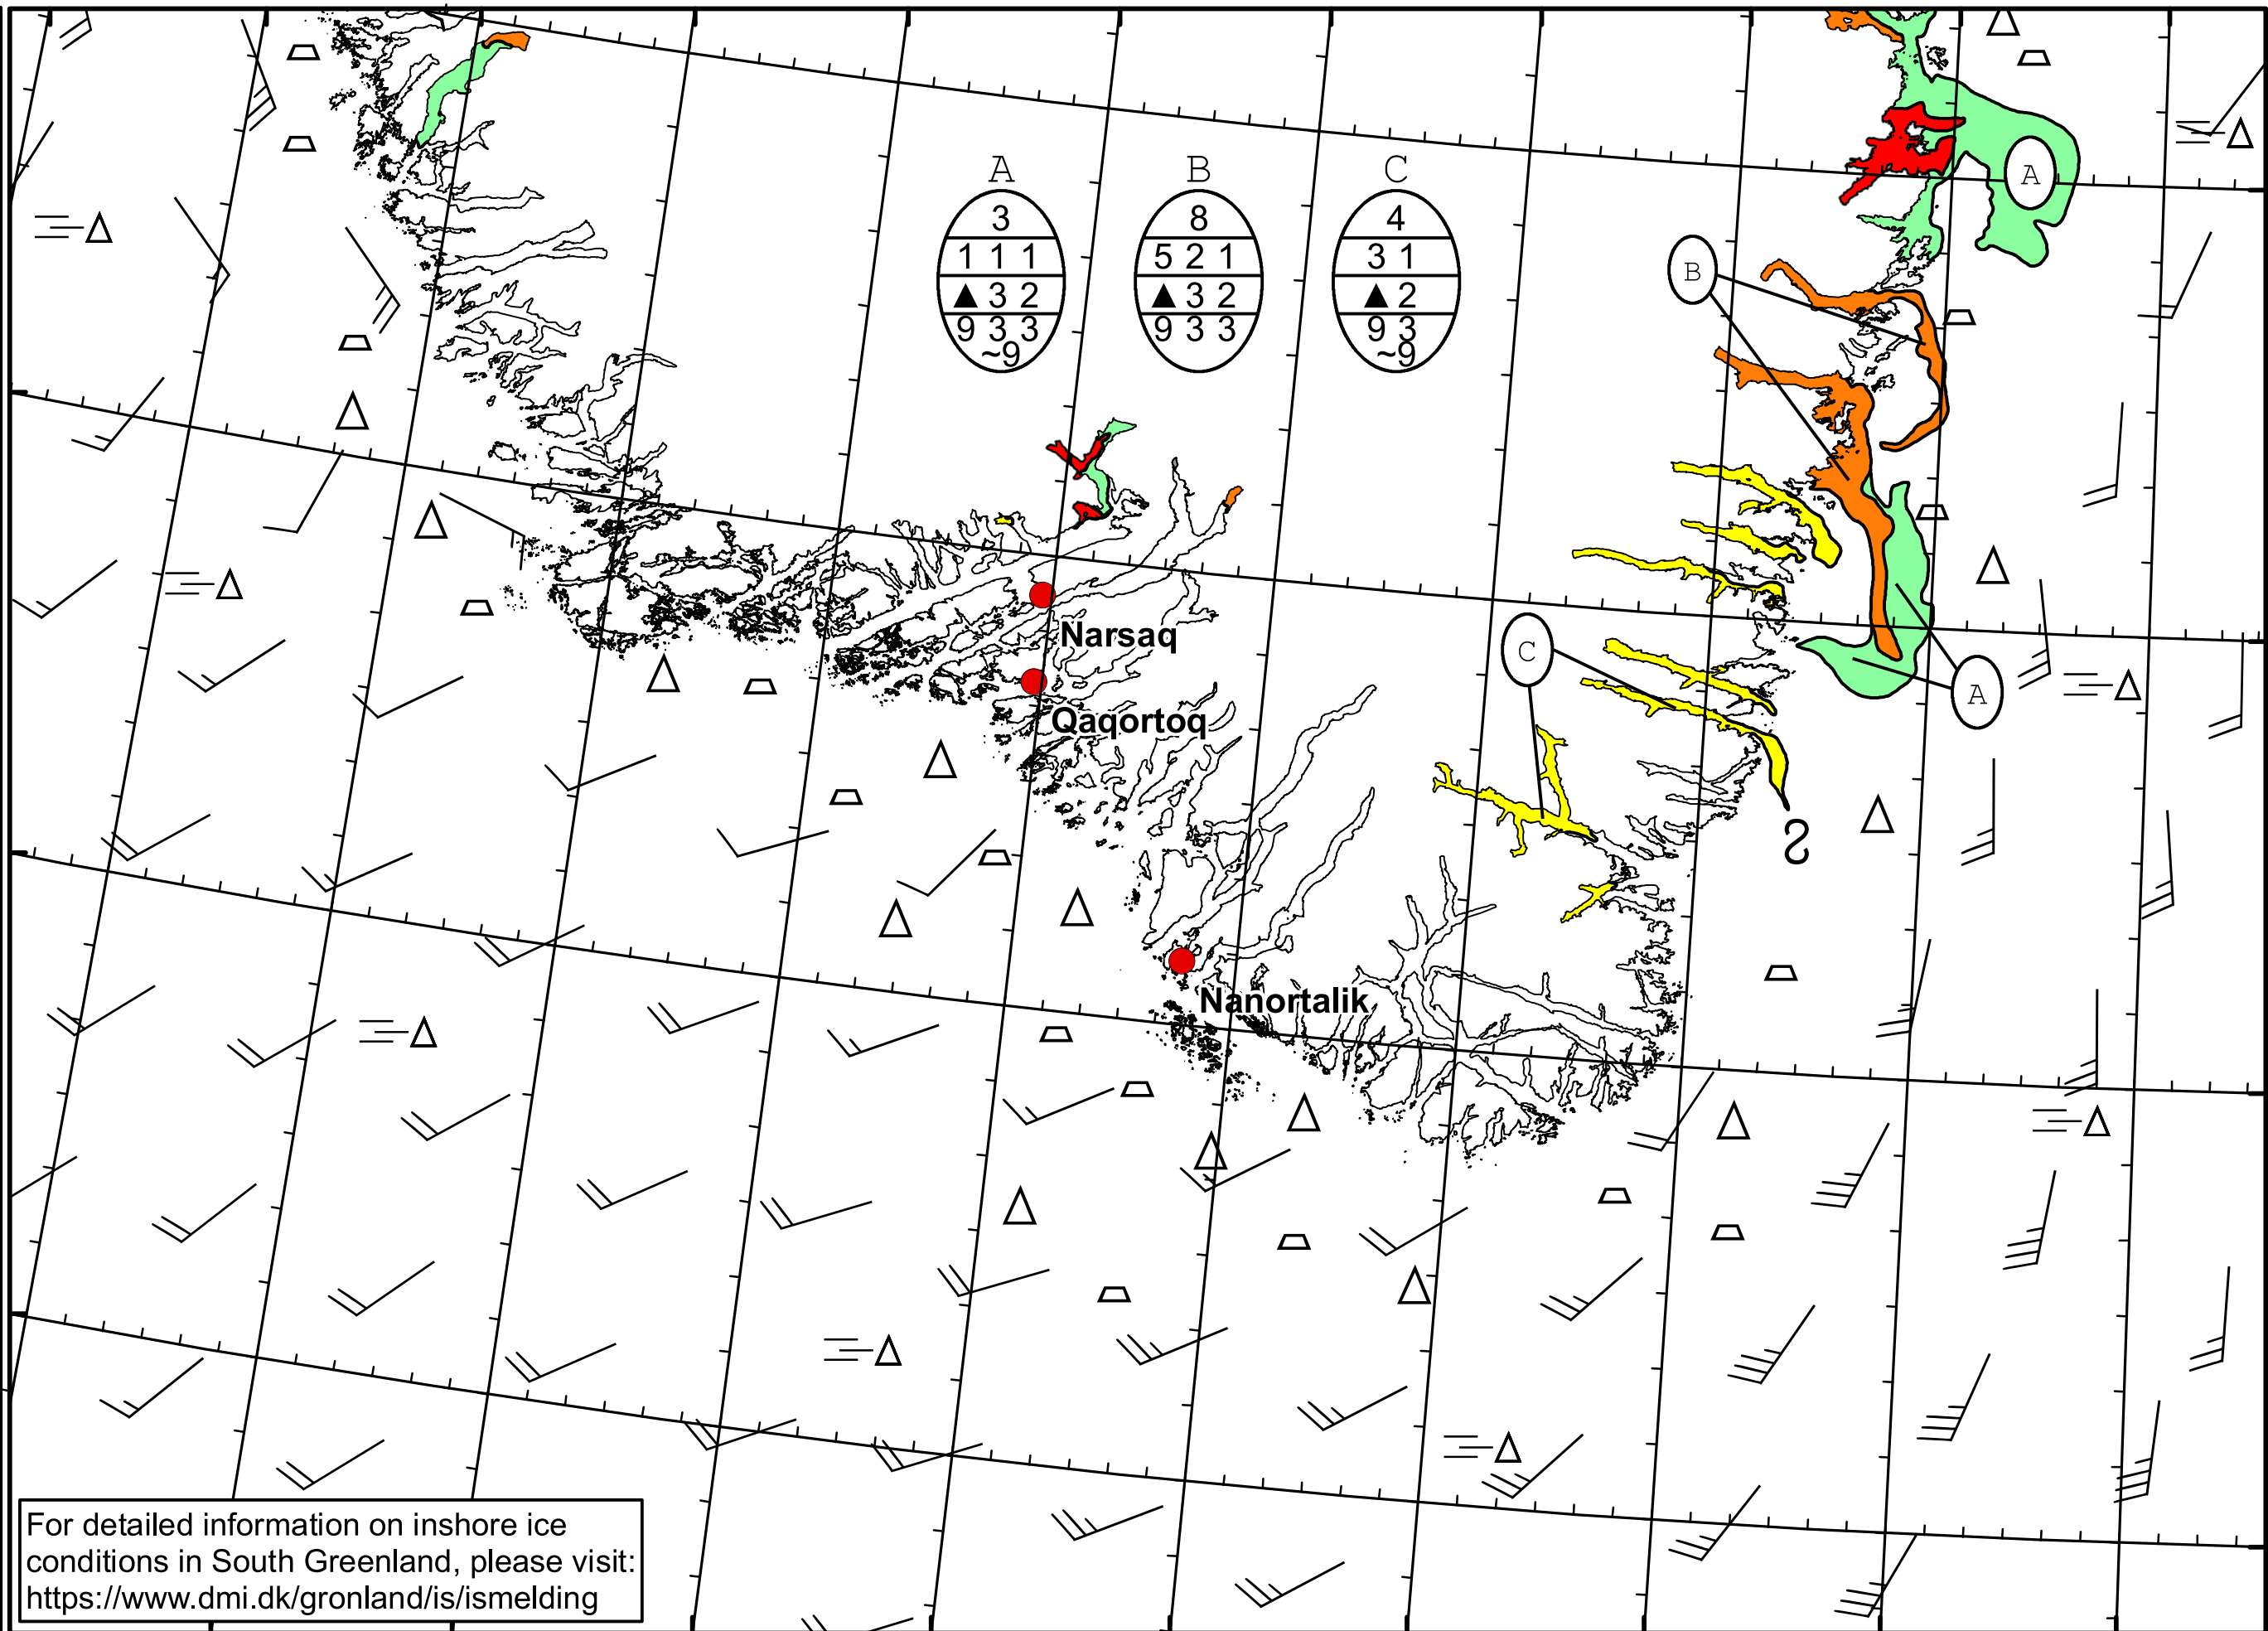 A B C
3 8 4
1 1 1 5 2 1 3 1
▲ 3 2 ▲ 3 2 ▲ 2
9 3 3 9 3 3 9 3
~9 ~9
A
B
Narsaq
C
A
Qaqortoq
Nanortalik
For detailed information on inshore ice
conditions in South Greenland, please visit:
https://www.dmi.dk/gronland/is/ismelding